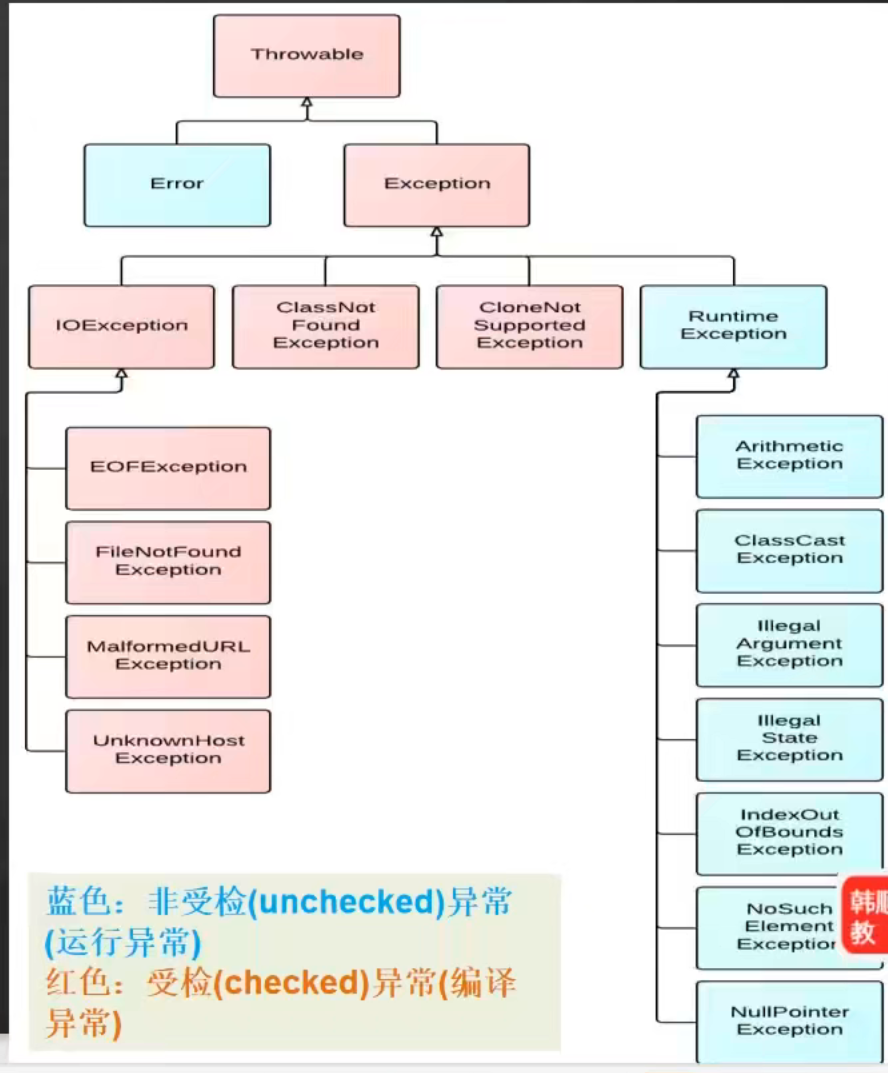 Throwable
Error
Exception
IOException
ClassNot
Found
Exception
CloneNot
Supported
Exception
Runtime
Exception
EOFException
FileNotFound
Exception
MalformedURL
Exception
UnknownHost
Exception
Arithmetic
Exception
ClassCast
Exception
Illegal
Argument
Exception
Illegal
State
Exception
IndexOut
OfBounds
Exception
NoSuch
Element
Exception
NullPointer
Exception
蓝色：非受检(unchecked)异常
(运行异常)
红色：受检(checked)异常(编译
异常)
韩顺
教